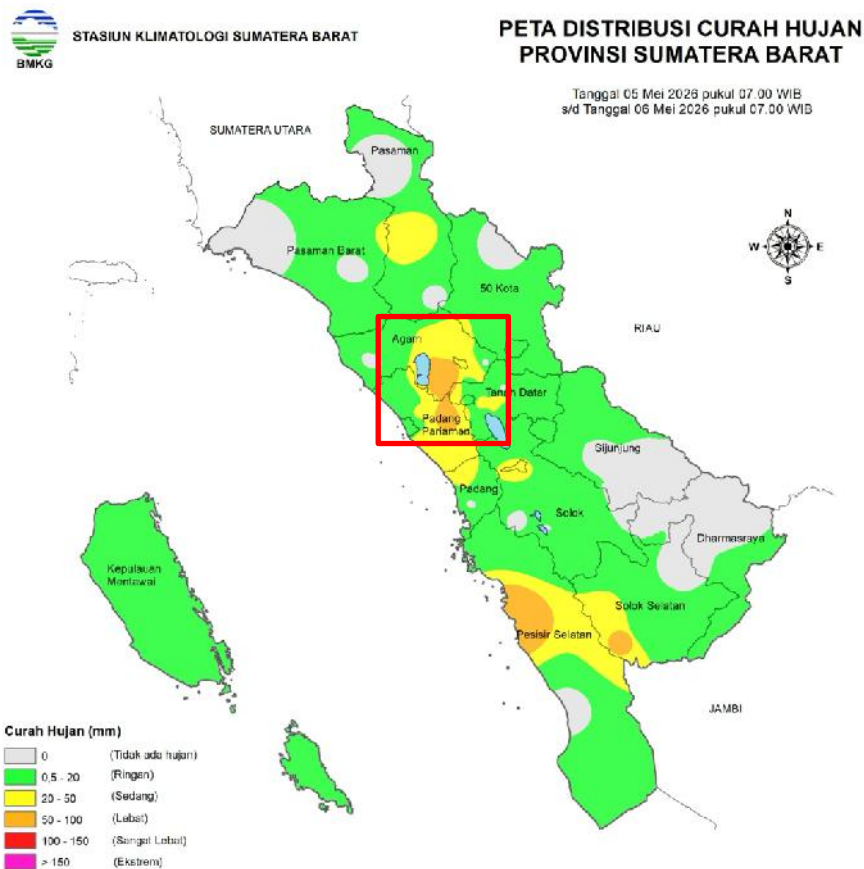 BMKG
STASIUN KLIMATOLOGI SUMATERA BARAT
PETA DISTRIBUSI CURAH HUJAN
PROVINSI SUMATERA BARAT
Tanggal 05 Mei 2026 pukul 07.00 WIB
s/d Tanggal 06 Mei 2026 pukul 07.00 WIB
SUMATERA UTARA
Pasaman
N
W
E
S
Pasaman Barat
50 Kota
RIAU
Agam
Tanah Datar
Padang
Pariaman
Sijunjung
Padang
Solok
Dharmasraya
Kepulauan
Mentawai
Solok Selatan
Pesisir Selatan
JAMBI
Curah Hujan (mm)
0 (Tidak ada hujan)
0,5 - 20 (Ringan)
20 - 50 (Sedang)
50 - 100 (Lebat)
100 - 150 (Sangat Lebat)
> 150 (Ekstrem)